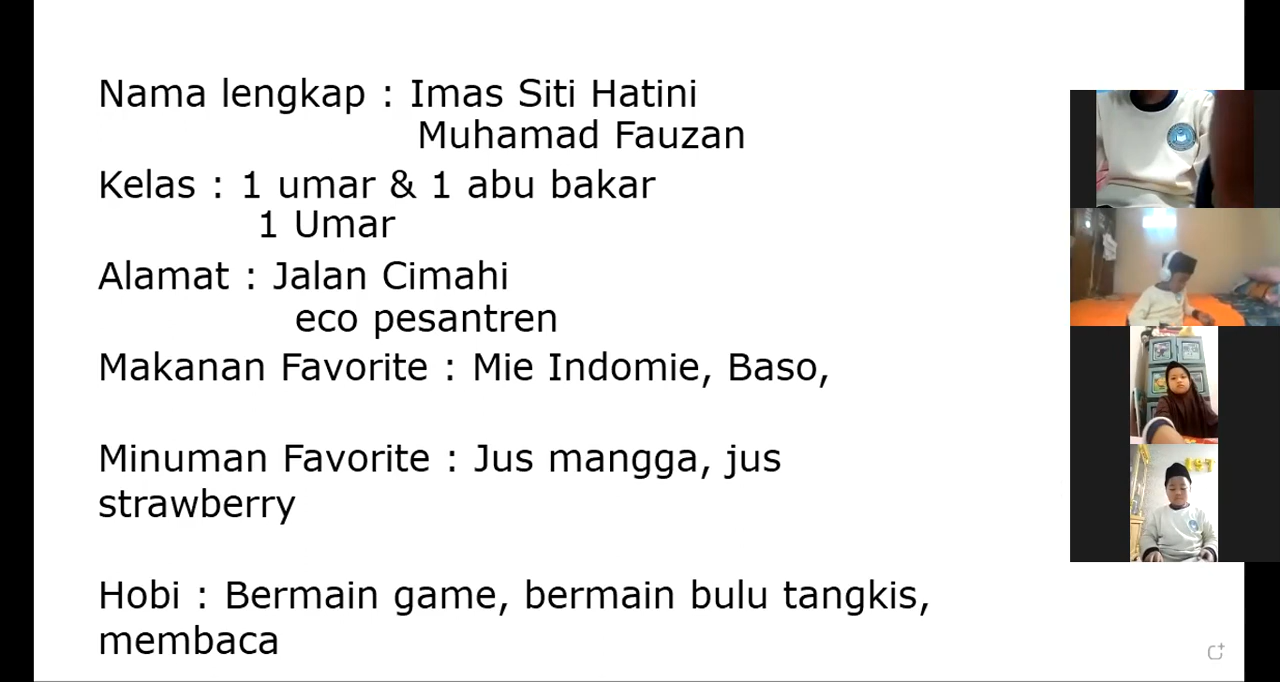 Nama lengkap : Imas Siti Hatini
Muhamad Fauzan
Kelas : 1 umar & 1 abu bakar
1 Umar
Alamat : Jalan Cimahi
eco pesantren
Makanan Favorite : Mie Indomie, Baso,
Minuman Favorite : Jus mangga, jus
strawberry
Hobi : Bermain game, bermain bulu tangkis,
membaca